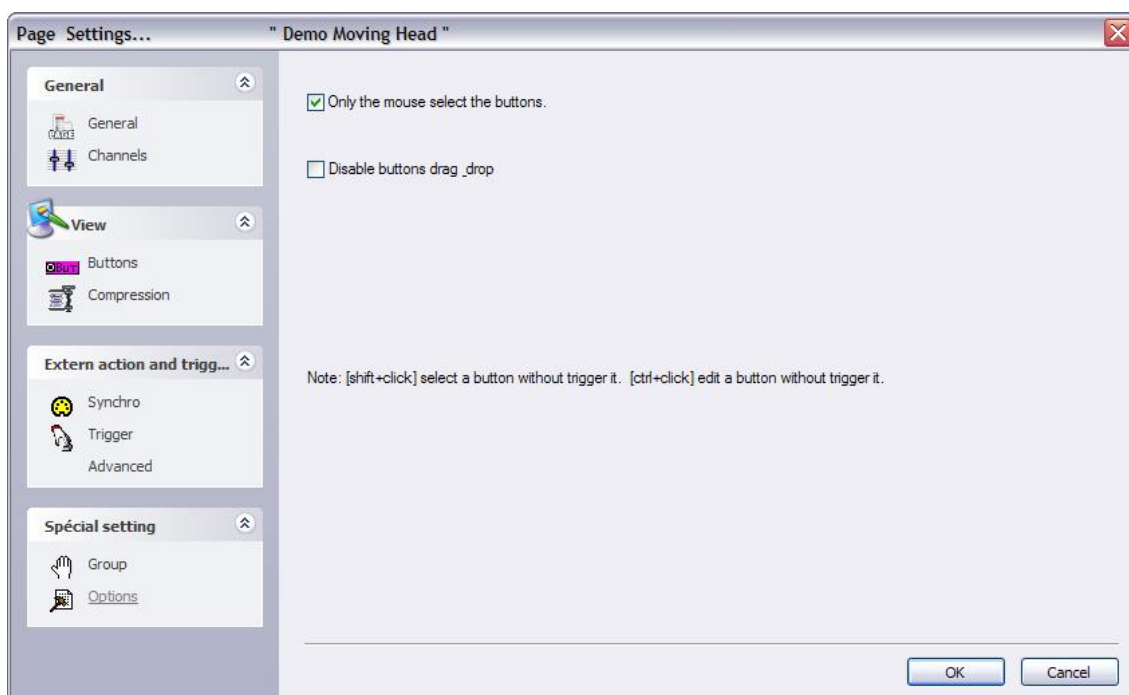 Page Settings... " Demo Moving Head "
General
General
Channels
View
Buttons
Compression
Extern action and trigg...
Synchro
Trigger
Advanced
Spécial setting
Group
Options
Only the mouse select the buttons.
Disable buttons drag _drop
Note: [shift+click] select a button without trigger it. [ctrl+click] edit a button without trigger it.
OK Cancel
PAGE
BUT